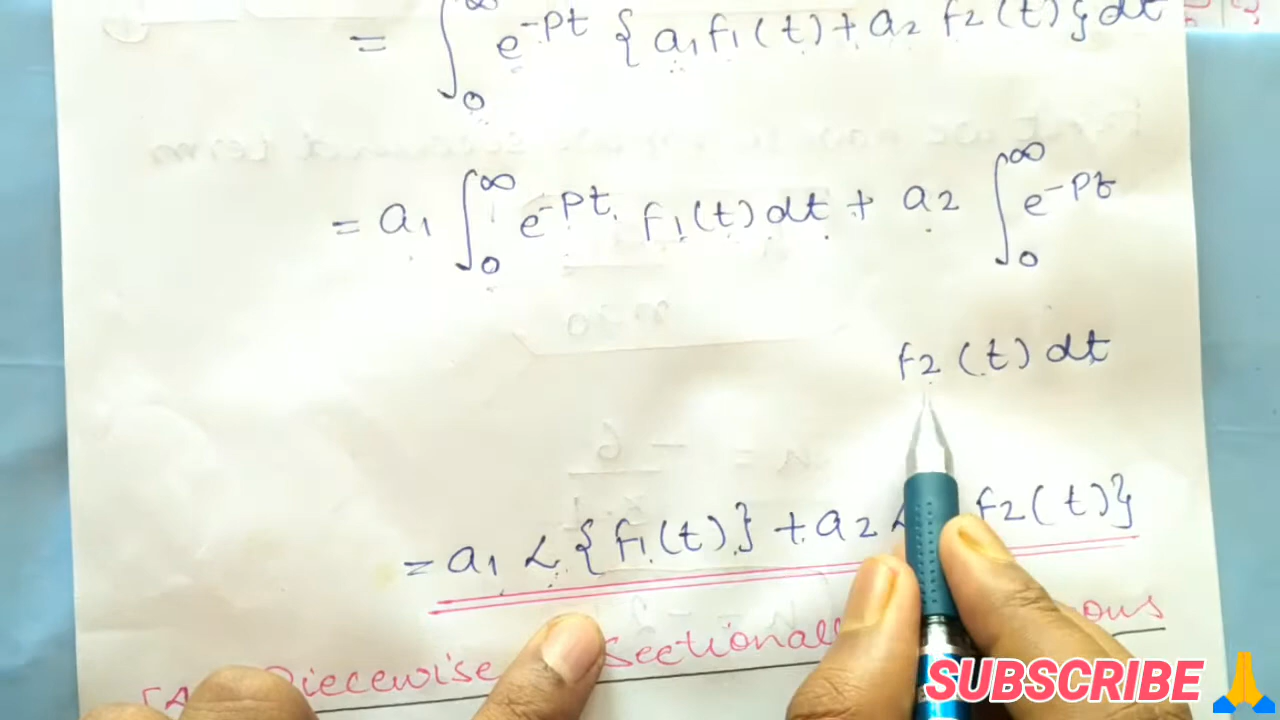 = ∫₀^∞ e^-pt {a1f1(t)+a2 f2(t)}dt
= a1 ∫₀^∞ e^-pt. f1(t)dt + a2 ∫₀^∞ e^-pt
f2(t) dt
= a1 L{f1(t)} + a2 f2(t)}
Piecewise
SUBSCRIBE